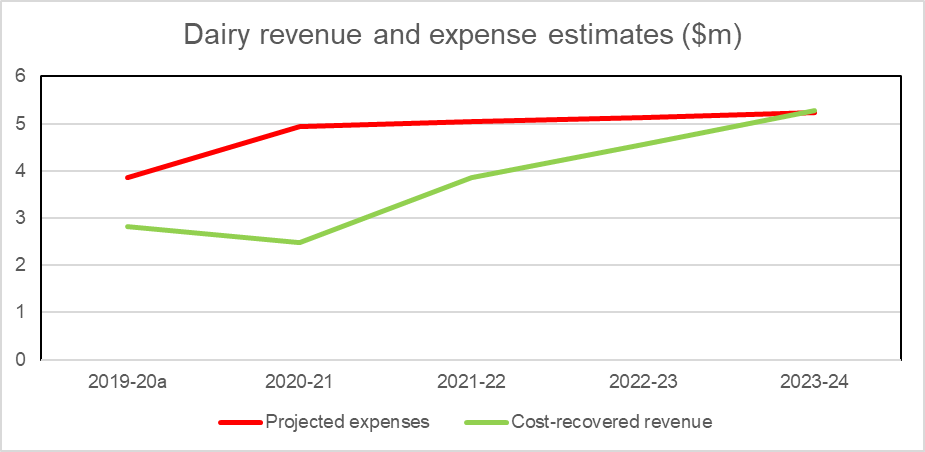 Dairy revenue and expense estimates ($m)
6
5
4
3
2
1
0
2019-20a 2020-21 2021-22 2022-23 2023-24
Projected expenses Cost-recovered revenue